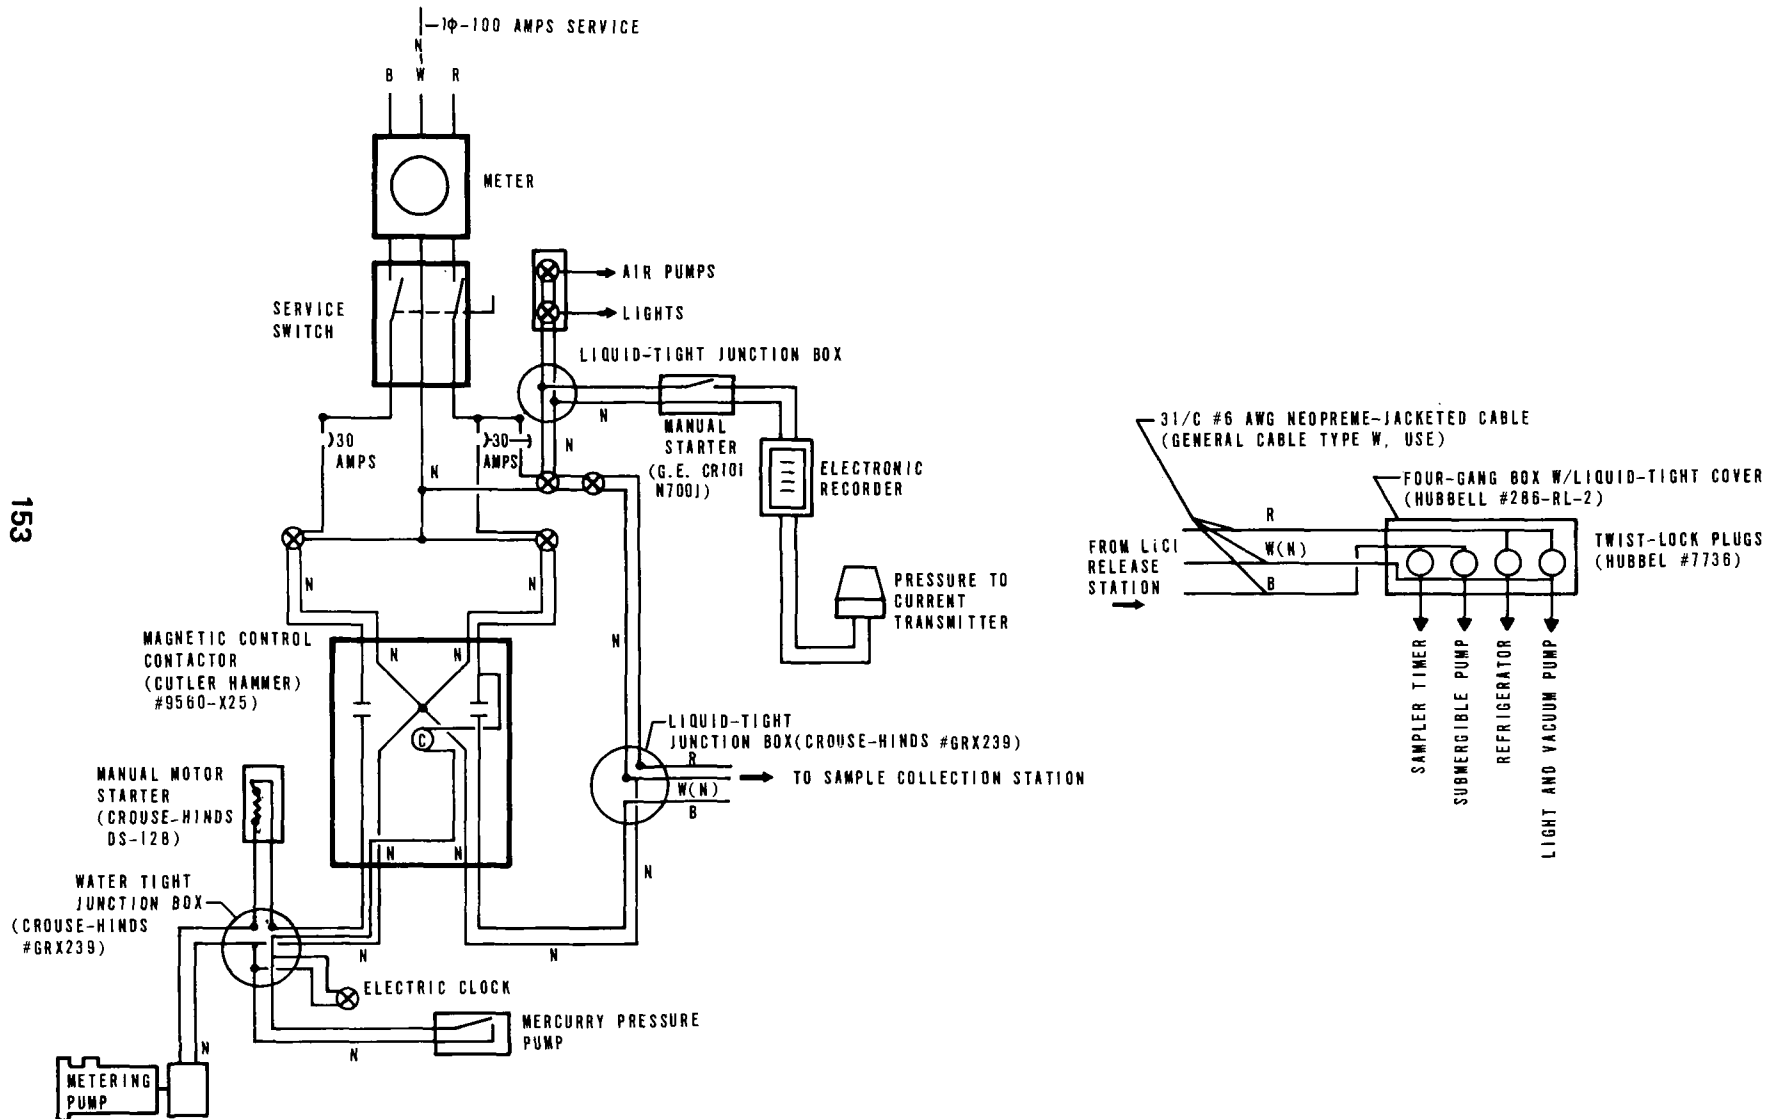 1Φ-100 AMPS SERVICE
N
B W R
METER
SERVICE
SWITCH
AIR PUMPS
LIGHTS
LIQUID-TIGHT JUNCTION BOX
N
MANUAL
STARTER
(G.E. CR101
N700J)
N
30
AMPS
30
AMPS
N
ELECTRONIC
RECORDER
153
N
N
PRESSURE TO
CURRENT
TRANSMITTER
N
MAGNETIC CONTROL
CONTACTOR
(CUTLER HAMMER)
#9560-X25)
N
N
C
LIQUID-TIGHT
JUNCTION BOX(CROUSE-HINDS #GRX239)
R
W(N)
B
TO SAMPLE COLLECTION STATION
MANUAL MOTOR
STARTER
(CROUSE-HINDS
DS-128)
N
N
N
WATER TIGHT
JUNCTION BOX
(CROUSE-HINDS
#GRX239)
N
N
ELECTRIC CLOCK
MERCURRY PRESSURE
PUMP
N
N
METERING
PUMP
31/C #6 AWG NEOPREME-JACKETED CABLE
(GENERAL CABLE TYPE W, USE)
FOUR-GANG BOX W/LIQUID-TIGHT COVER
(HUBBELL #286-RL-2)
R
W(N)
B
FROM LiCl
RELEASE
STATION
TWIST-LOCK PLUGS
(HUBBEL #7736)
SAMPLER TIMER
SUBMERGIBLE PUMP
REFRIGERATOR
LIGHT AND VACUUM PUMP